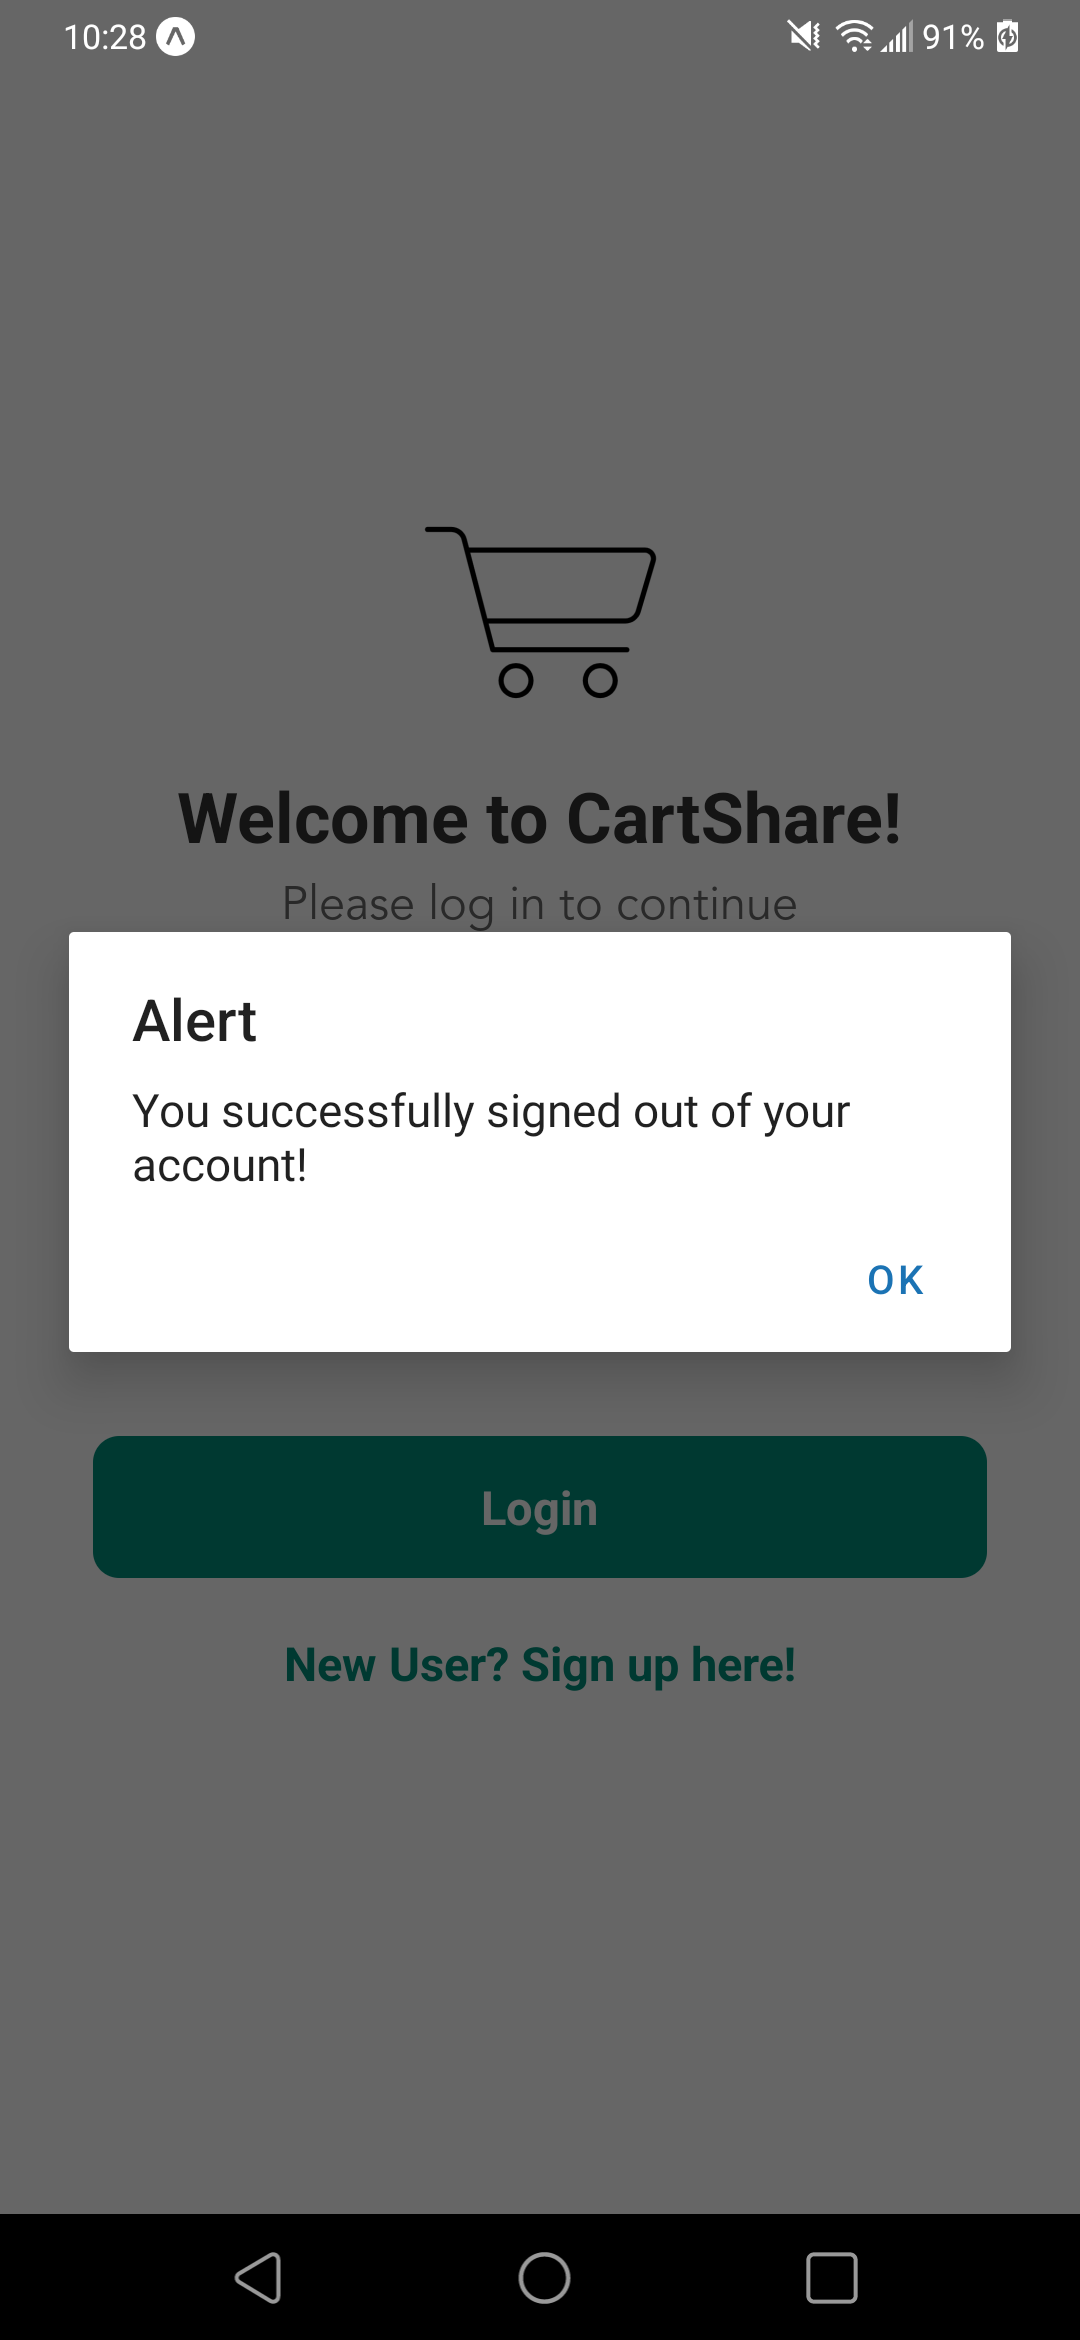 10:28
91%
Welcome to CartShare!
Please log in to continue
Alert
You successfully signed out of your
account!
OK
Login
New User? Sign up here!